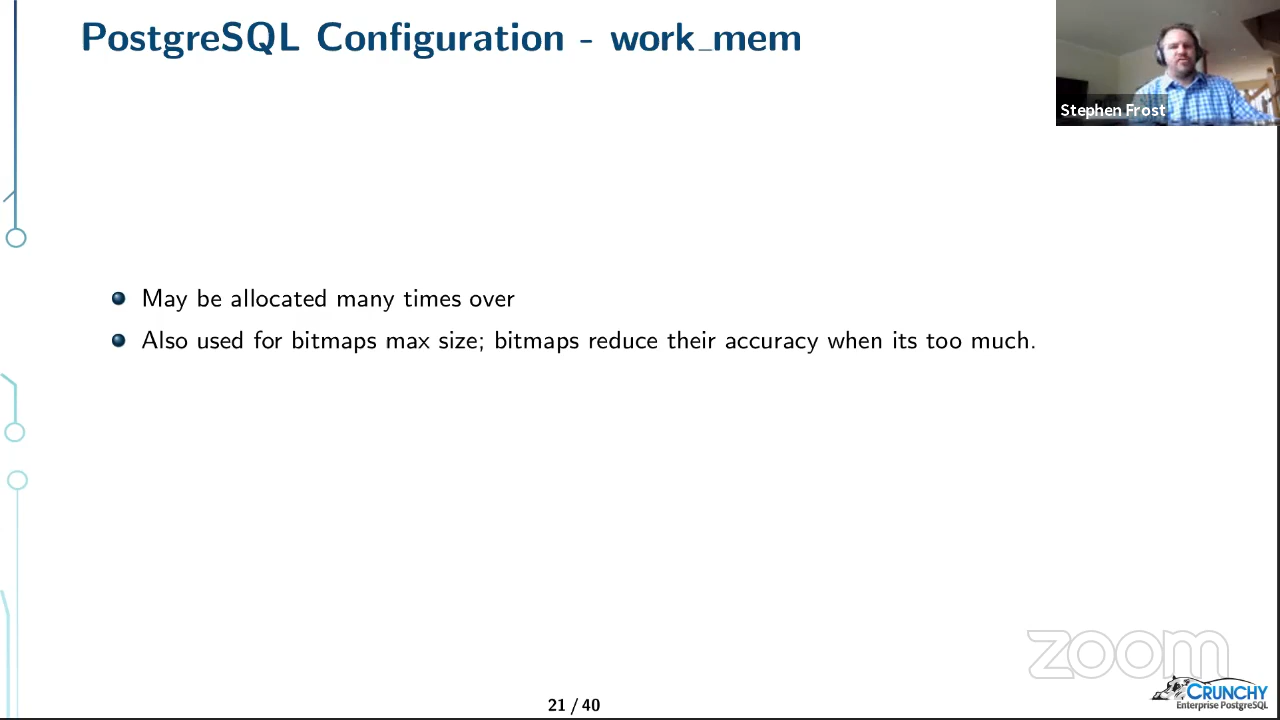 PostgreSQL Configuration - work_mem
Stephen Frost
May be allocated many times over
Also used for bitmaps max size; bitmaps reduce their accuracy when its too much.
zoom
CRUNCHY
Enterprise PostgreSQL
21 / 40